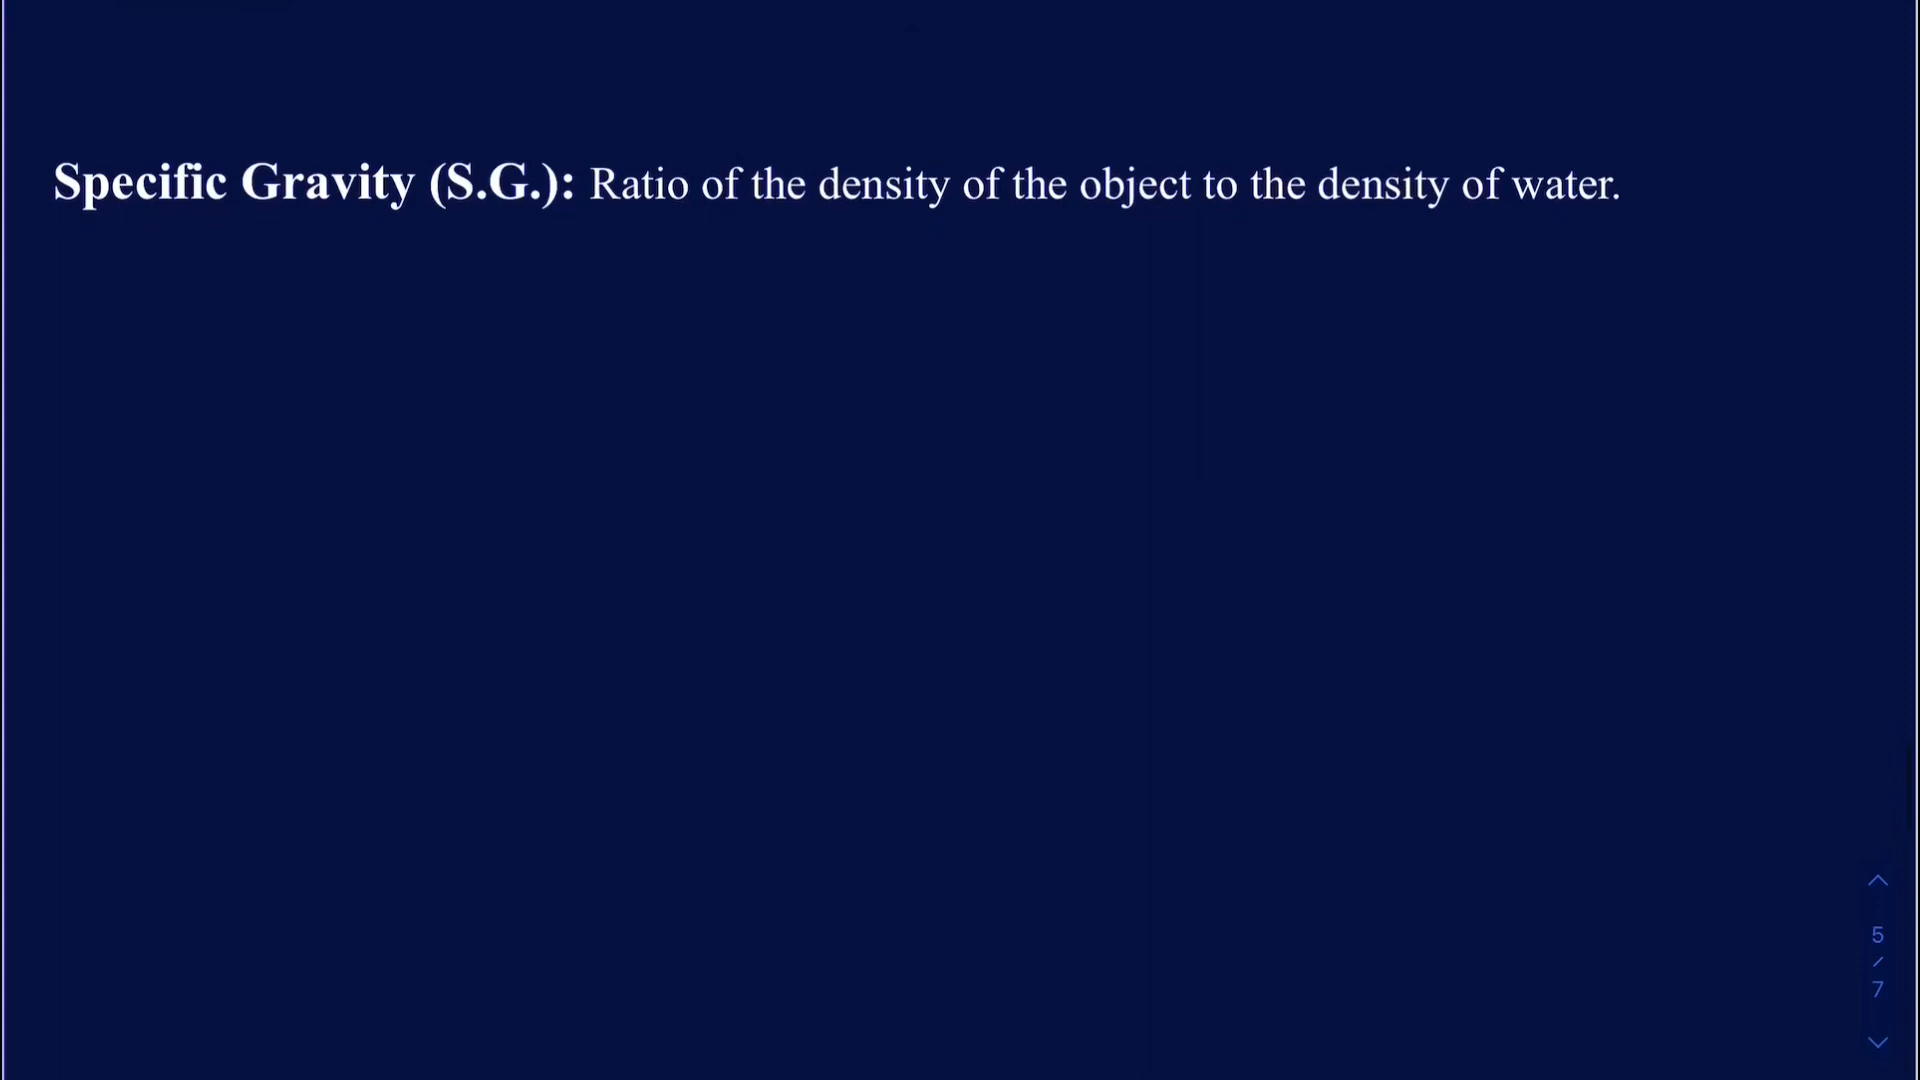 Specific Gravity (S.G.): Ratio of the density of the object to the density of water.
5
/
7